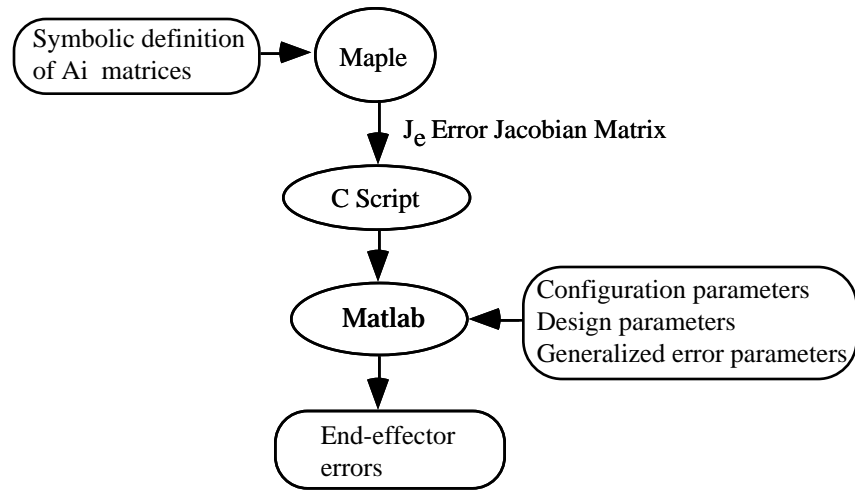 Symbolic definition
of Ai matrices
Maple
Je Error Jacobian Matrix
C Script
Matlab
Configuration parameters
Design parameters
Generalized error parameters
End-effector
errors